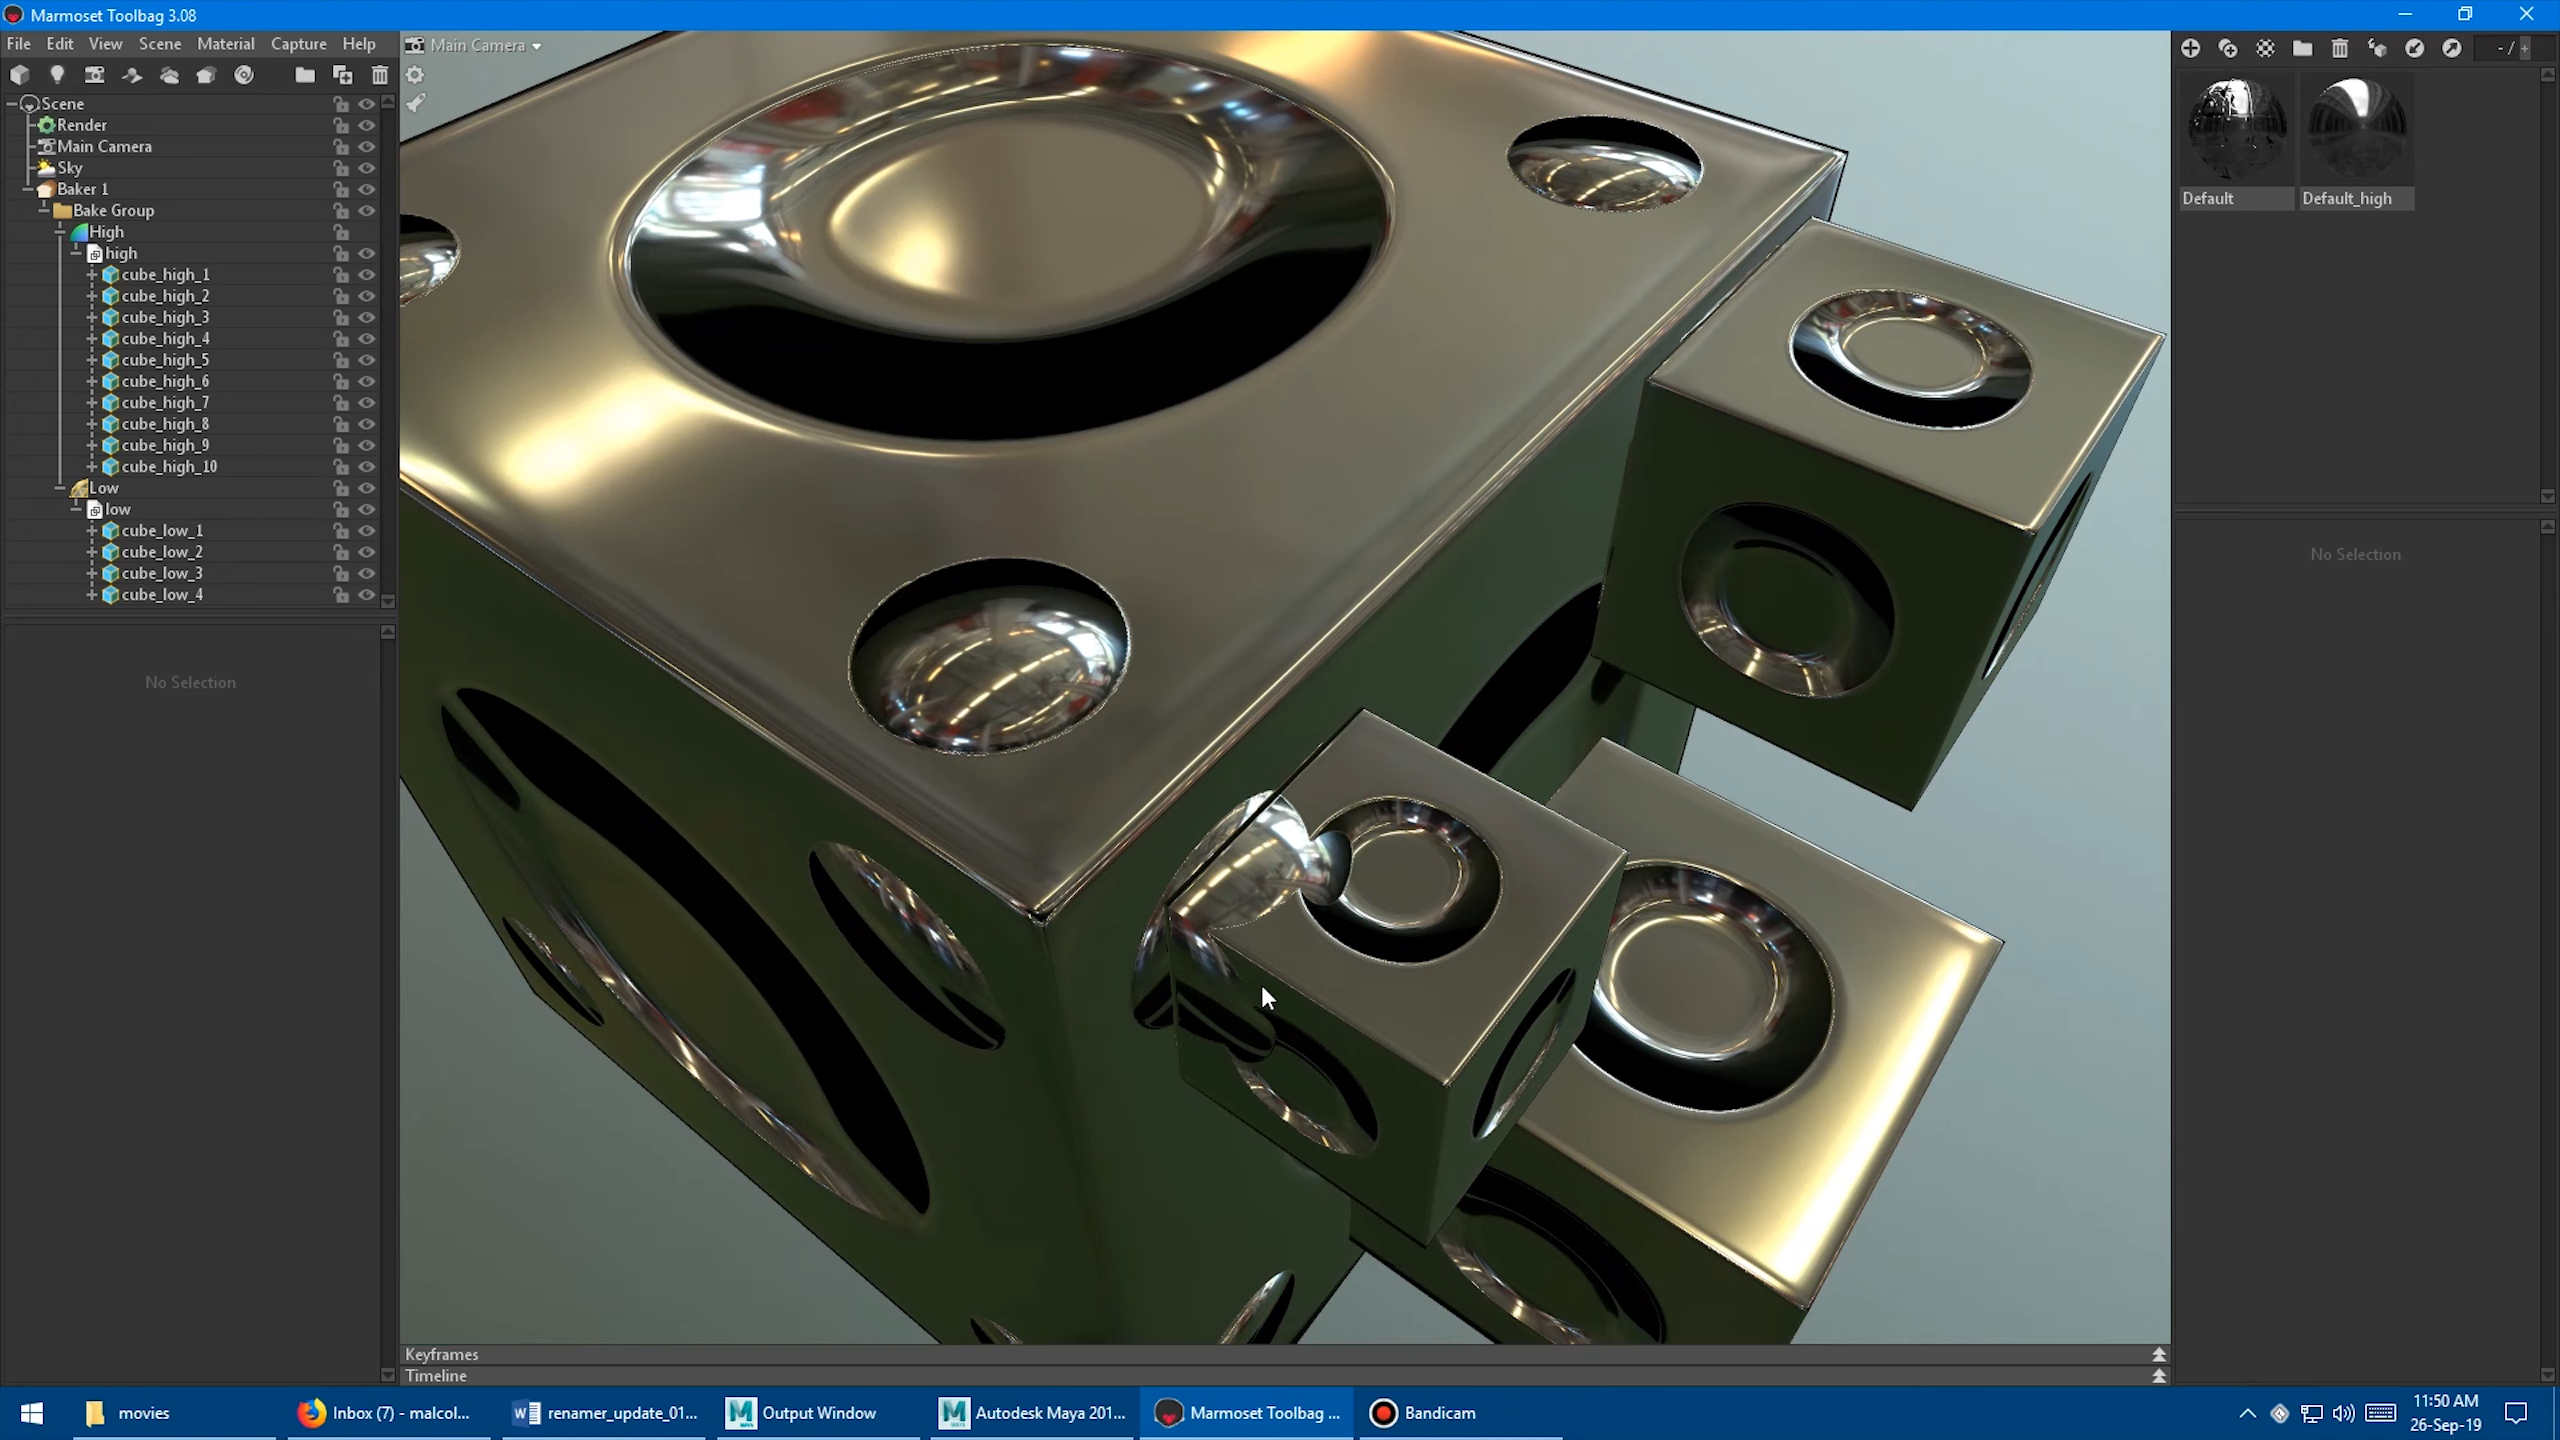 Marmoset Toolbag 3.08
File Edit View Scene Material Capture Help
Main Camera
- / +
Scene
Render
Main Camera
Sky
Baker 1
Bake Group
High
high
cube_high_1
cube_high_2
cube_high_3
cube_high_4
cube_high_5
cube_high_6
cube_high_7
cube_high_8
cube_high_9
cube_high_10
Low
low
cube_low_1
cube_low_2
cube_low_3
cube_low_4
No Selection
Default Default_high
No Selection
Keyframes
Timeline
movies
Inbox (7) - malcol...
renamer_update_01...
Output Window
Autodesk Maya 201...
Marmoset Toolbag ...
Bandicam
11:50 AM
26-Sep-19